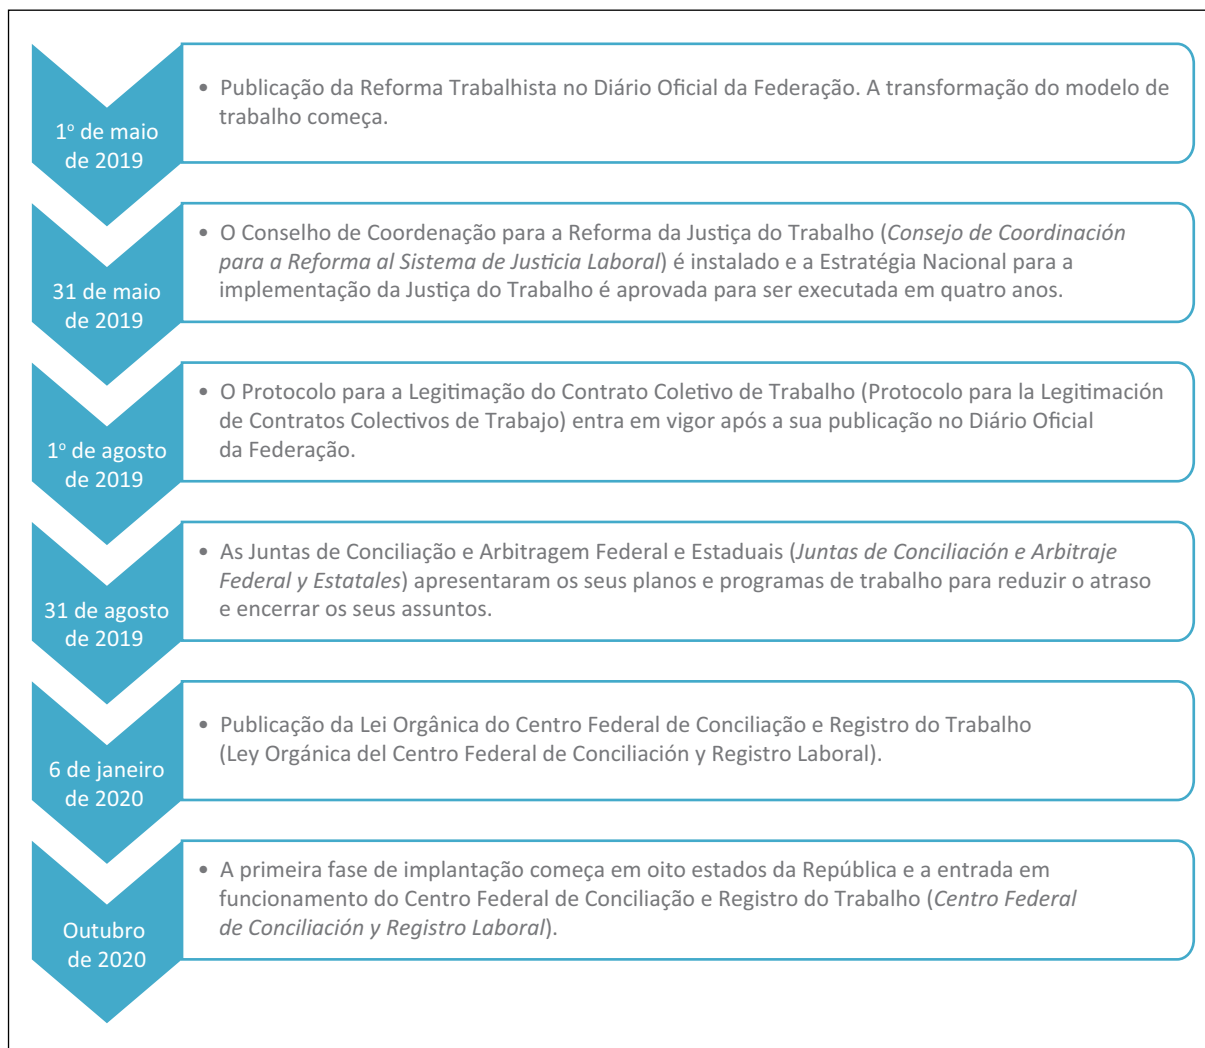 1º de maio
de 2019
• Publicação da Reforma Trabalhista no Diário Oficial da Federação. A transformação do modelo de
trabalho começa.
31 de maio
de 2019
• O Conselho de Coordenação para a Reforma da Justiça do Trabalho (Consejo de Coordinación
para a Reforma al Sistema de Justicia Laboral) é instalado e a Estratégia Nacional para a
implementação da Justiça do Trabalho é aprovada para ser executada em quatro anos.
1º de agosto
de 2019
• O Protocolo para a Legitimação do Contrato Coletivo de Trabalho (Protocolo para la Legitimación
de Contratos Colectivos de Trabajo) entra em vigor após a sua publicação no Diário Oficial
da Federação.
31 de agosto
de 2019
• As Juntas de Conciliação e Arbitragem Federal e Estaduais (Juntas de Conciliación e Arbitraje
Federal y Estatales) apresentaram os seus planos e programas de trabalho para reduzir o atraso
e encerrar os seus assuntos.
6 de janeiro
de 2020
• Publicação da Lei Orgânica do Centro Federal de Conciliação e Registro do Trabalho
(Ley Orgánica del Centro Federal de Conciliación y Registro Laboral).
Outubro
de 2020
• A primeira fase de implantação começa em oito estados da República e a entrada em
funcionamento do Centro Federal de Conciliação e Registro do Trabalho (Centro Federal
de Conciliación y Registro Laboral).